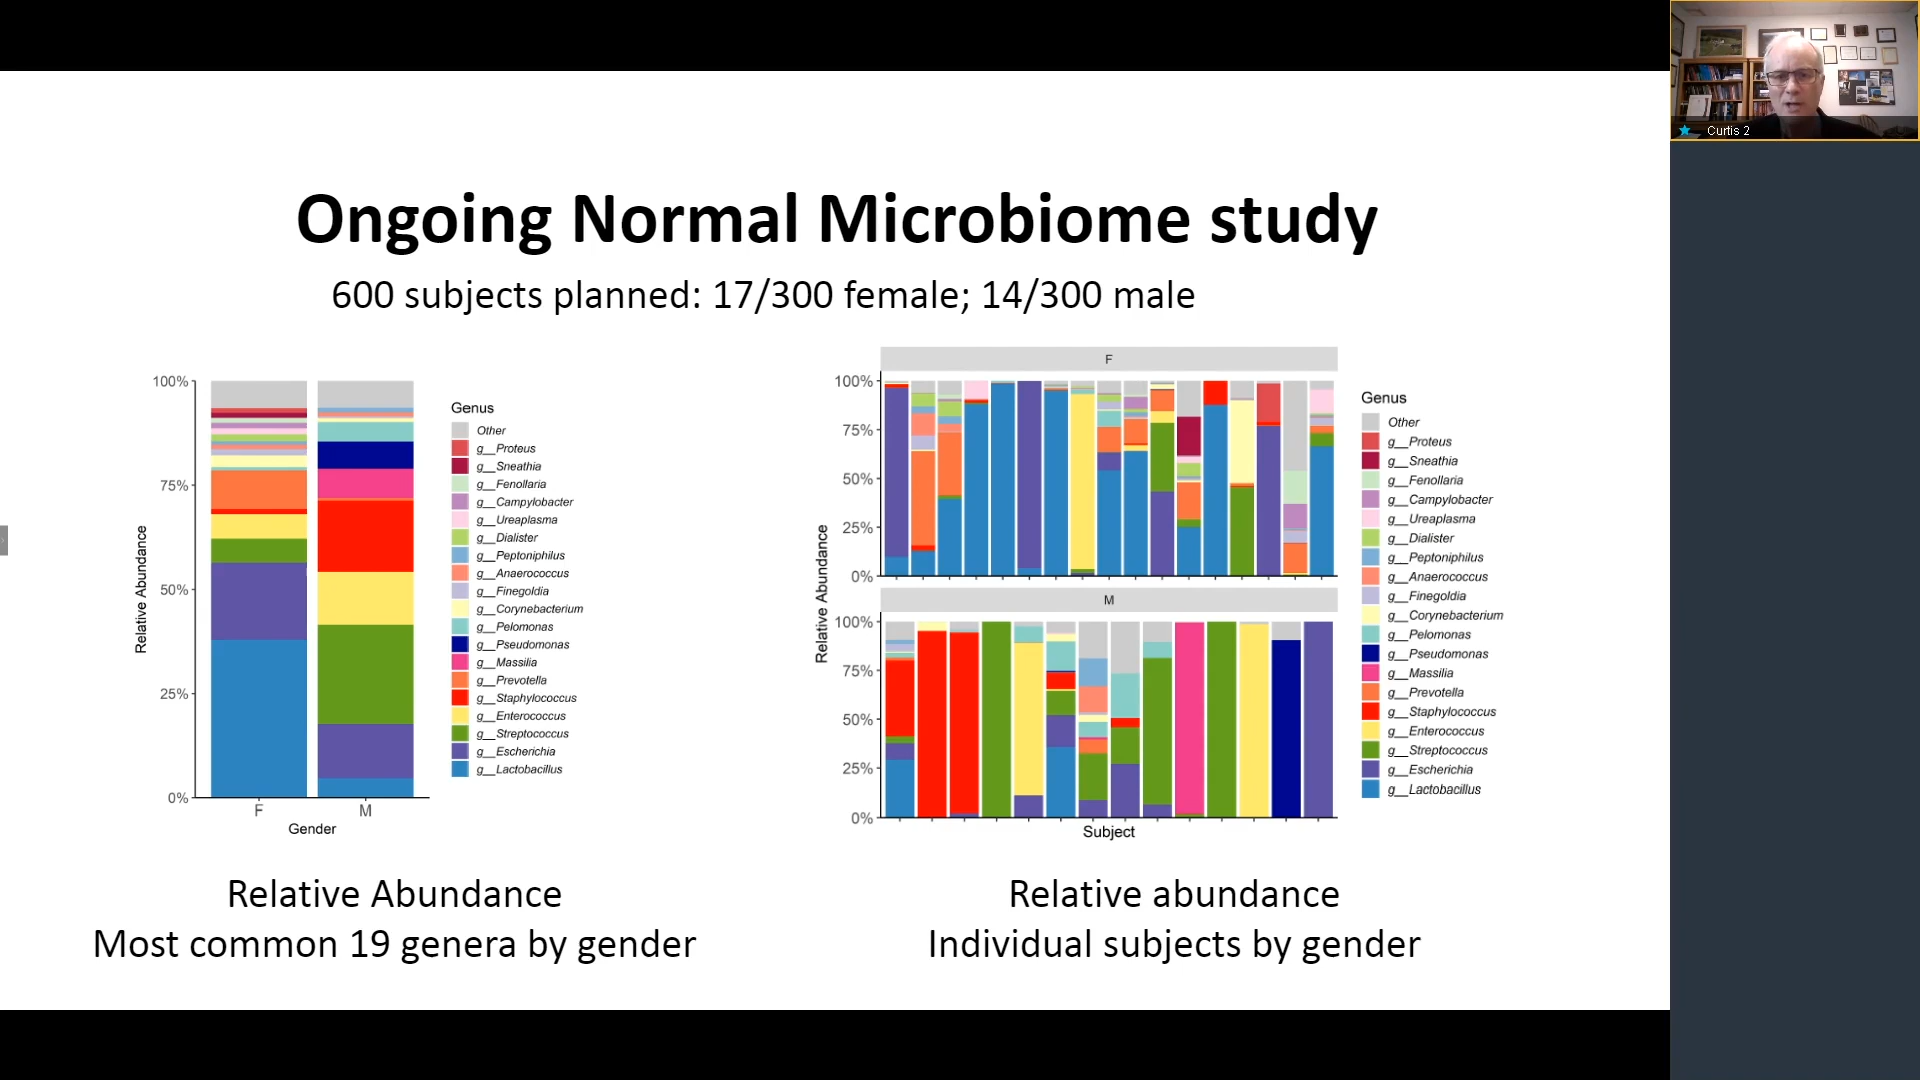 Curtis 2
Ongoing Normal Microbiome study
600 subjects planned: 17/300 female; 14/300 male
100%
75%
50%
25%
0%
Relative Abundance
F
M
Gender
Genus
Other
g__Proteus
g__Sneathia
g__Fenollaria
g__Campylobacter
g__Ureaplasma
g__Dialister
g__Peptoniphilus
g__Anaerococcus
g__Finegoldia
g__Corynebacterium
g__Pelomonas
g__Pseudomonas
g__Massilia
g__Prevotella
g__Staphylococcus
g__Enterococcus
g__Streptococcus
g__Escherichia
g__Lactobacillus
F
100%
75%
50%
25%
0%
Relative Abundance
M
100%
75%
50%
25%
0%
Subject
Genus
Other
g__Proteus
g__Sneathia
g__Fenollaria
g__Campylobacter
g__Ureaplasma
g__Dialister
g__Peptoniphilus
g__Anaerococcus
g__Finegoldia
g__Corynebacterium
g__Pelomonas
g__Pseudomonas
g__Massilia
g__Prevotella
g__Staphylococcus
g__Enterococcus
g__Streptococcus
g__Escherichia
g__Lactobacillus
Relative Abundance
Most common 19 genera by gender
Relative abundance
Individual subjects by gender